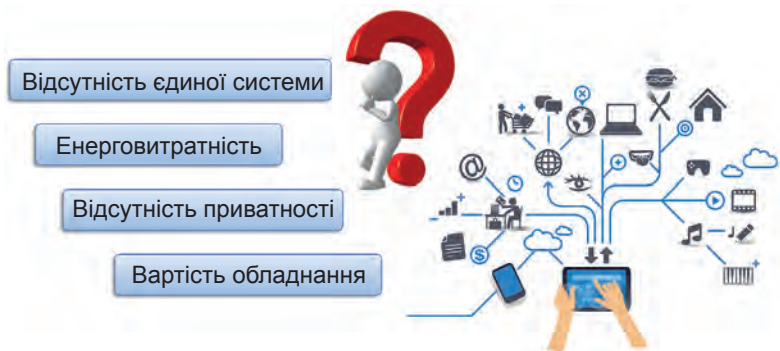 Відсутність єдиної системи
Енерговитратність
Відсутність приватності
Вартість обладнання